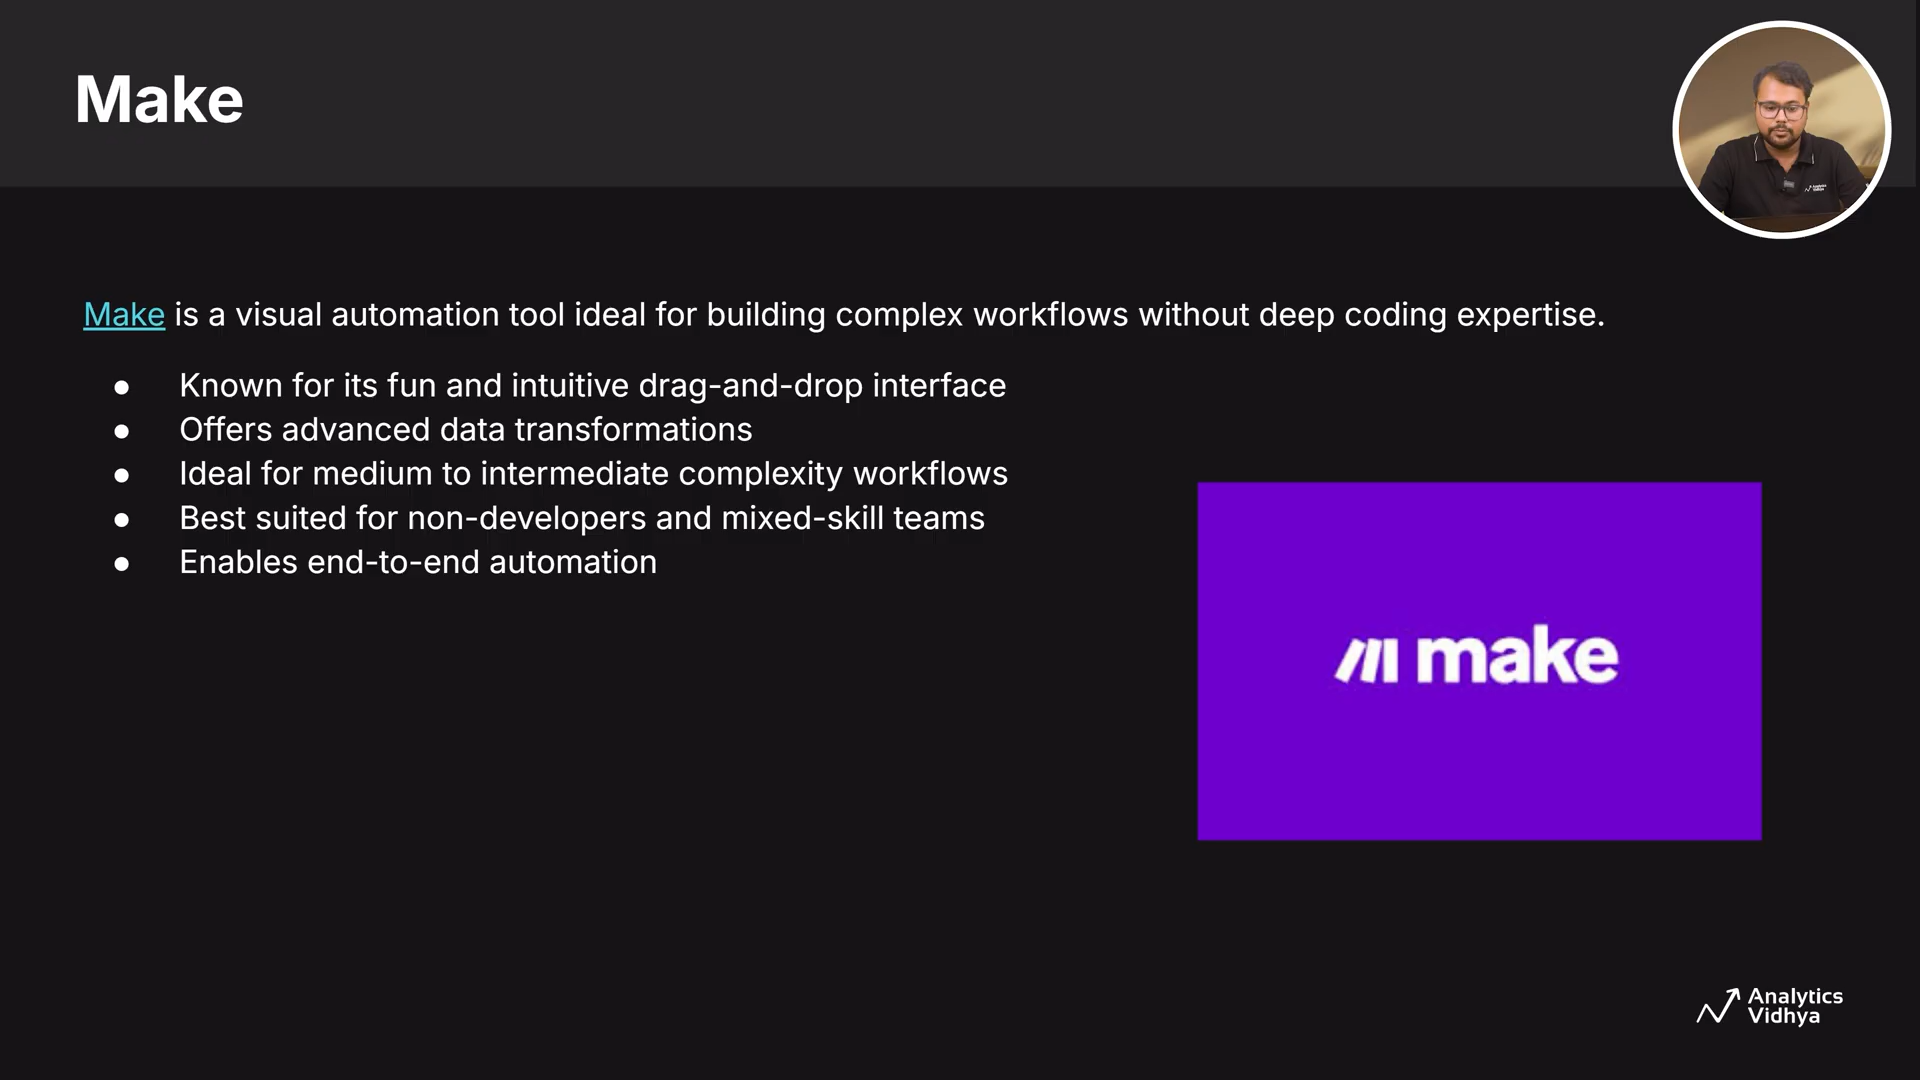 Make
Make is a visual automation tool ideal for building complex workflows without deep coding expertise.
● Known for its fun and intuitive drag-and-drop interface
● Offers advanced data transformations
● Ideal for medium to intermediate complexity workflows
● Best suited for non-developers and mixed-skill teams
● Enables end-to-end automation
make
Analytics
Vidhya
Analytics
Vidhya